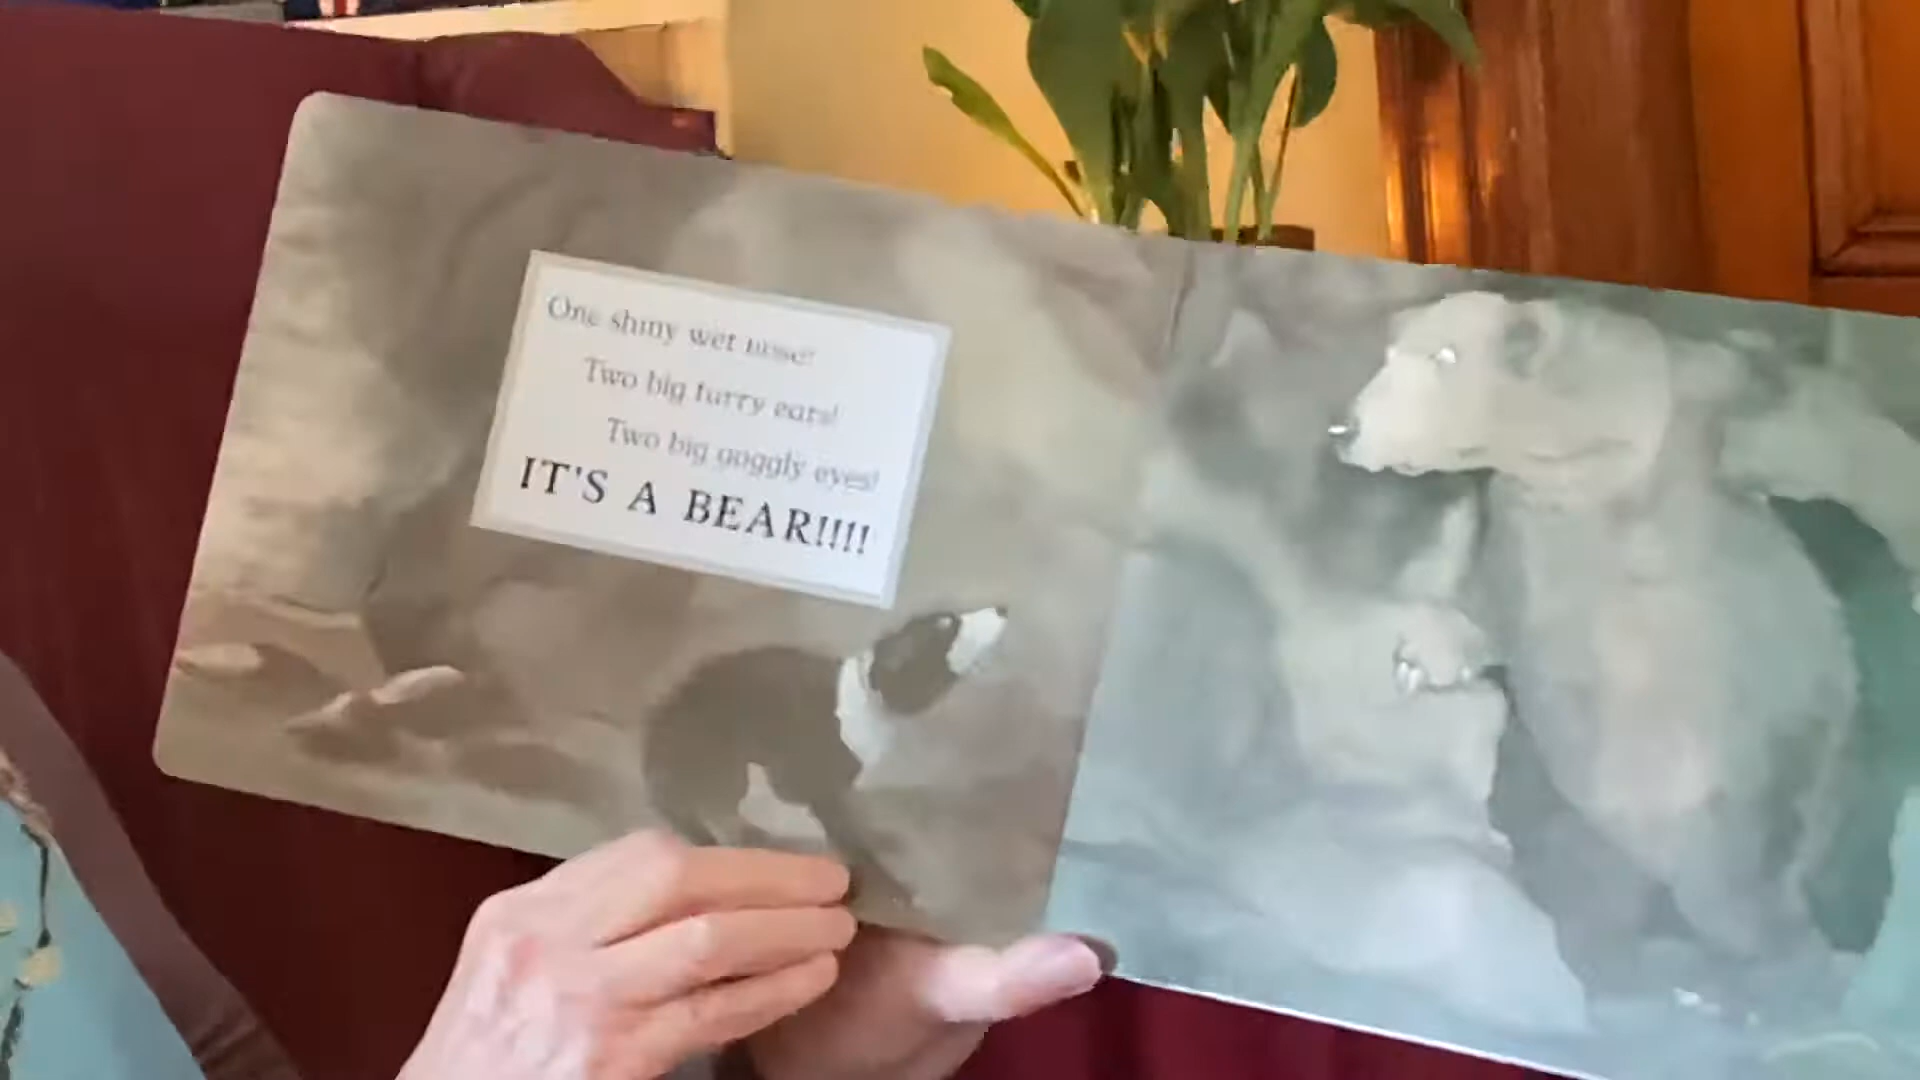 One shiny wet nose!
Two big furry ears!
Two big goggly eyes!
IT'S A BEAR!!!!